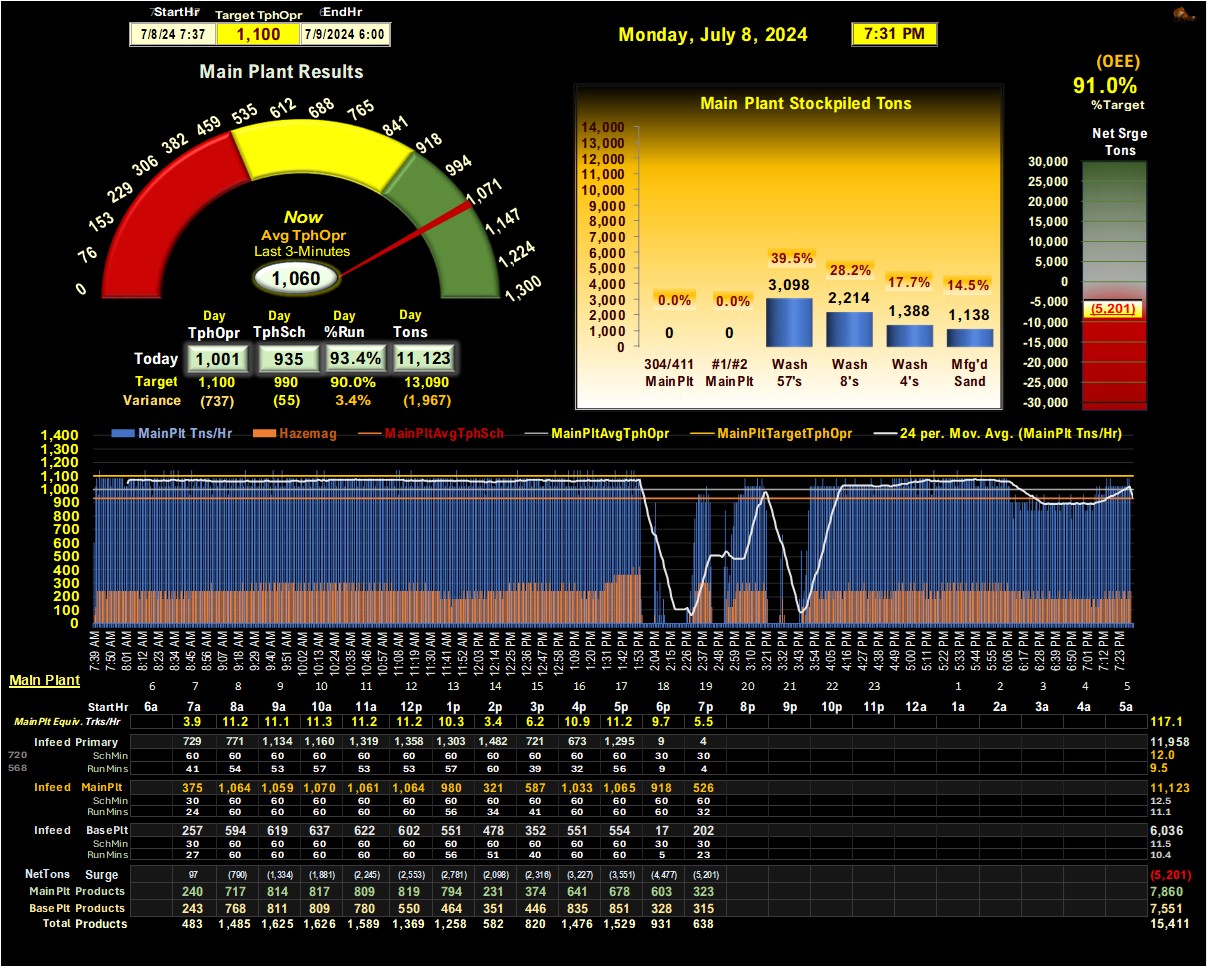 StartHr Target TphOpr EndHr
7/8/24 7:37 1,100 7/9/2024 6:00
Monday, July 8, 2024 7:31 PM
(OEE)
91.0%
%Target
Main Plant Results
0 76 153 229 306 382 459 535 612 688 765 841 918 994 1,071 1,147 1,224 1,300
Now
Avg TphOpr
Last 3-Minutes
1,060
Day Day Day Day
TphOpr TphSch %Run Tons
Today 1,001 935 93.4% 11,123
Target 1,100 990 90.0% 13,090
Variance (737) (55) 3.4% (1,967)
Main Plant Stockpiled Tons
14,000
13,000
12,000
11,000
10,000
9,000
8,000
7,000
6,000
5,000
4,000
3,000
2,000
1,000
0
0.0% 0.0% 39.5% 28.2% 17.7% 14.5%
0 0 3,098 2,214 1,388 1,138
304/411 #1/#2 Wash Wash Wash Mfg'd
MainPlt MainPlt 57's 8's 4's Sand
Net Srge
Tons
30,000
25,000
20,000
15,000
10,000
5,000
0
-5,000
(5,201)
-10,000
-15,000
-20,000
-25,000
-30,000
MainPlt Tns/Hr Hazemag MainPltAvgTphSch MainPltAvgTphOpr MainPltTargetTphOpr 24 per. Mov. Avg. (MainPlt Tns/Hr)
1,400
1,300
1,200
1,100
1,000
900
800
700
600
500
400
300
200
100
0
7:39 AM 7:50 AM 8:01 AM 8:12 AM 8:23 AM 8:34 AM 8:45 AM 8:56 AM 9:07 AM 9:18 AM 9:29 AM 9:40 AM 9:51 AM 10:02 AM 10:13 AM 10:24 AM 10:35 AM 10:46 AM 10:57 AM 11:08 AM 11:19 AM 11:30 AM 11:41 AM 11:52 AM 12:03 PM 12:14 PM 12:25 PM 12:36 PM 12:47 PM 12:58 PM 1:09 PM 1:20 PM 1:31 PM 1:42 PM 1:53 PM 2:04 PM 2:15 PM 2:26 PM 2:37 PM 2:48 PM 2:59 PM 3:10 PM 3:21 PM 3:32 PM 3:43 PM 3:54 PM 4:05 PM 4:16 PM 4:27 PM 4:38 PM 4:49 PM 5:00 PM 5:11 PM 5:22 PM 5:33 PM 5:44 PM 5:55 PM 6:06 PM 6:17 PM 6:28 PM 6:39 PM 6:50 PM 7:01 PM 7:12 PM 7:23 PM
Main Plant
6 7 8 9 10 11 12 13 14 15 16 17 18 19 20 21 22 23 1 2 3 4 5
StartHr 6a 7a 8a 9a 10a 11a 12p 1p 2p 3p 4p 5p 6p 7p 8p 9p 10p 11p 12a 1a 2a 3a 4a 5a
MainPlt Equiv. Trks/Hr 3.9 11.2 11.1 11.3 11.2 11.2 10.3 3.4 6.2 10.9 11.2 9.7 5.5 117.1
Infeed Primary 729 771 1,134 1,160 1,319 1,358 1,303 1,482 721 673 1,295 9 4 11,958
720 SchMin 60 60 60 60 60 60 60 60 60 60 60 30 30 12.0
568 RunMins 41 54 53 57 53 53 57 60 39 32 56 9 4 9.5
Infeed MainPlt 375 1,064 1,059 1,070 1,061 1,064 980 321 587 1,033 1,065 918 526 11,123
SchMin 30 60 60 60 60 60 60 60 60 60 60 60 60 12.5
RunMins 24 60 60 60 60 60 56 34 41 60 60 60 32 11.1
Infeed BasePlt 257 594 619 637 622 602 551 478 352 551 554 17 202 6,036
SchMin 30 60 60 60 60 60 60 60 60 60 60 30 30 11.5
RunMins 27 60 60 60 60 60 56 51 40 60 60 5 23 10.4
NetTons Surge 97 (790) (1,334) (1,881) (2,245) (2,553) (2,781) (2,098) (2,316) (3,227) (3,551) (4,477) (5,201) (5,201)
MainPlt Products 240 717 814 817 809 819 794 231 374 641 678 603 323 7,860
BasePlt Products 243 768 811 809 780 550 464 351 446 835 851 328 315 7,551
Total Products 483 1,485 1,625 1,626 1,589 1,369 1,258 582 820 1,476 1,529 931 638 15,411